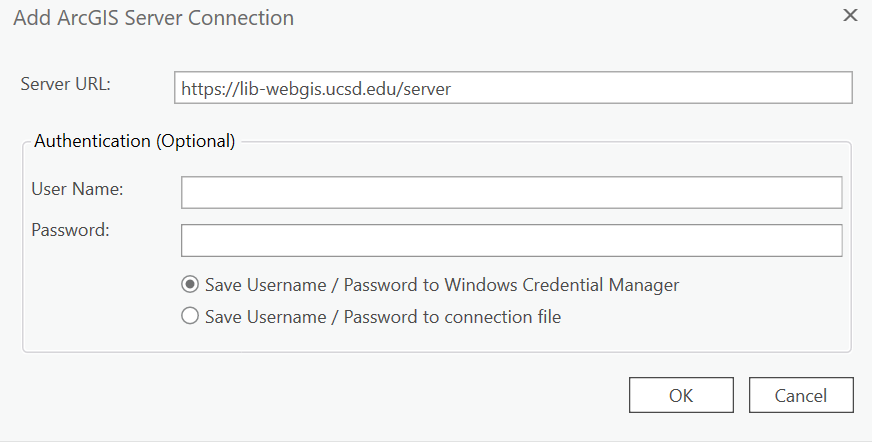 Add ArcGIS Server Connection
Server URL:
https://lib-webgis.ucsd.edu/server
Authentication (Optional)
User Name:
Password:
Save Username / Password to Windows Credential Manager
Save Username / Password to connection file
OK
Cancel